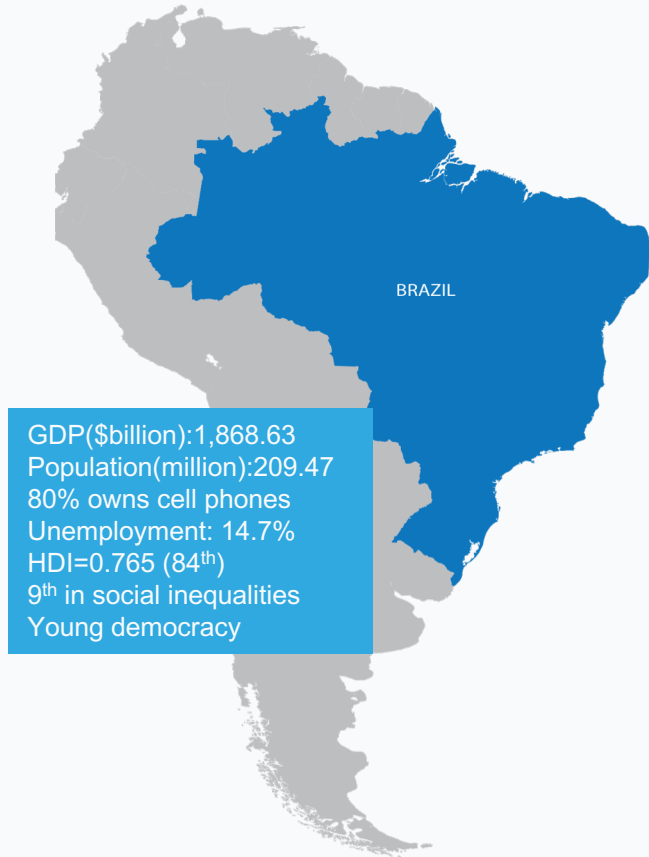 BRAZIL
GDP($billion):1,868.63
Population(million):209.47
80% owns cell phones
Unemployment: 14.7%
HDI=0.765 (84th)
9th in social inequalities
Young democracy